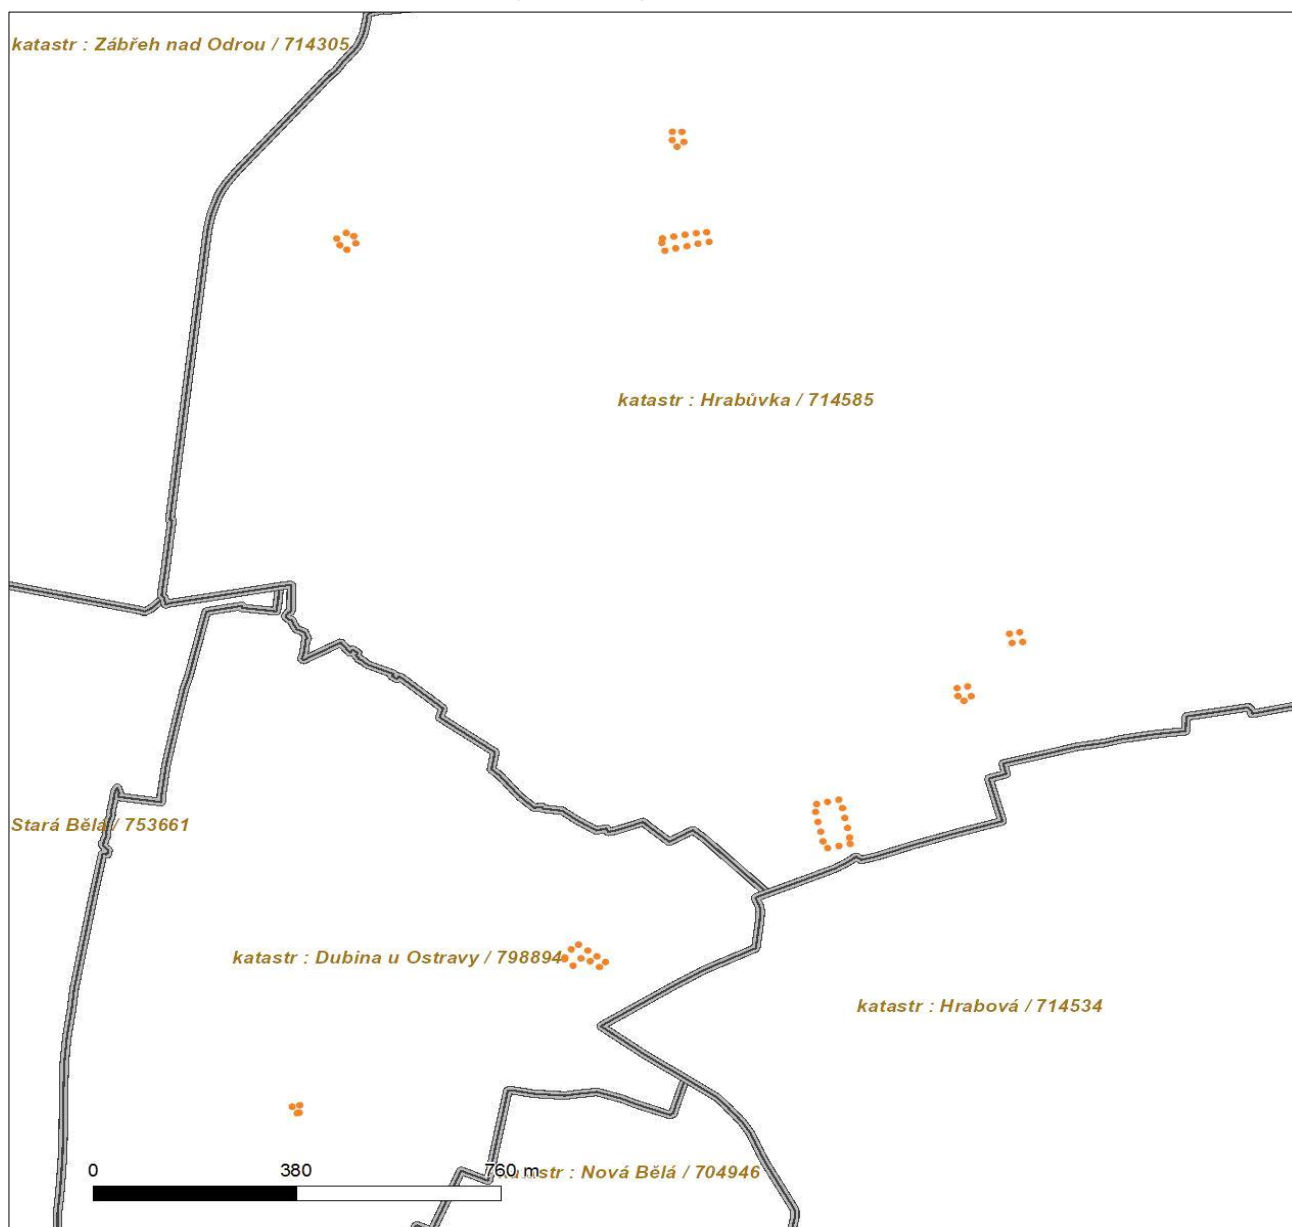 katastr : Zábřeh nad Odrou / 714305
katastr : Hrabůvka / 714585
Stará Bělá / 753661
katastr : Dubina u Ostravy / 798894
katastr : Hrabová / 714534
0 380 760 m
katastr : Nová Bělá / 704946